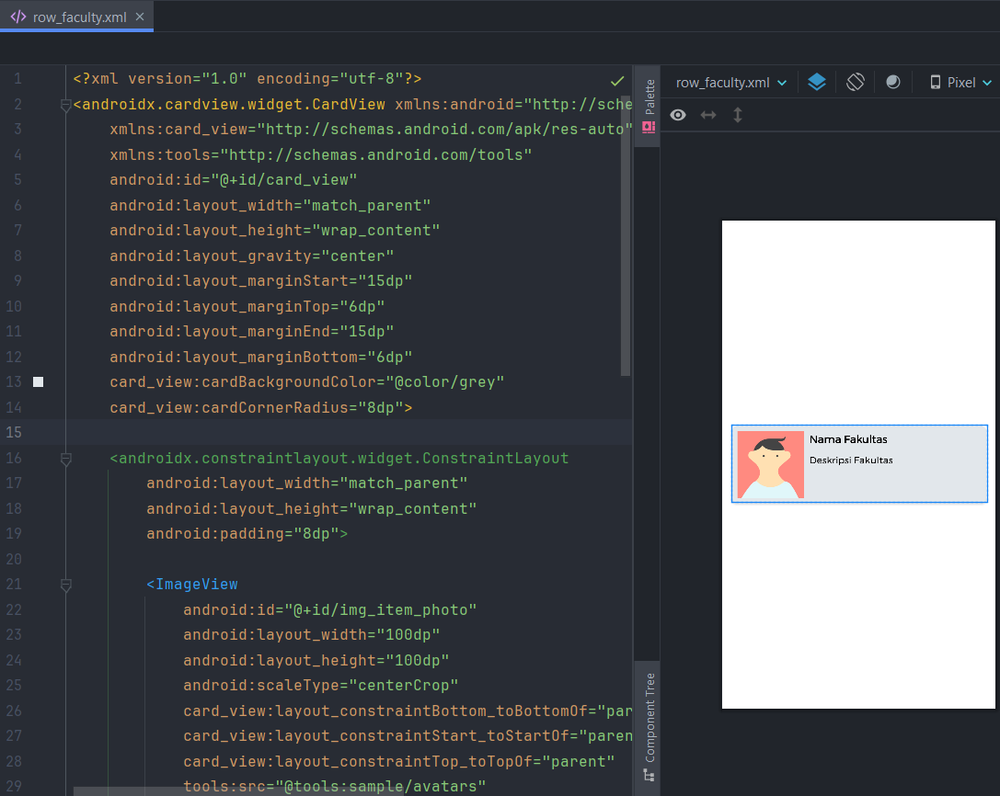 row_faculty.xml
1 <?xml version="1.0" encoding="utf-8"?>
2 <androidx.cardview.widget.CardView xmlns:android="http://sche
3 xmlns:card_view="http://schemas.android.com/apk/res-auto"
4 xmlns:tools="http://schemas.android.com/tools"
5 android:id="@+id/card_view"
6 android:layout_width="match_parent"
7 android:layout_height="wrap_content"
8 android:layout_gravity="center"
9 android:layout_marginStart="15dp"
10 android:layout_marginTop="6dp"
11 android:layout_marginEnd="15dp"
12 android:layout_marginBottom="6dp"
13 card_view:cardBackgroundColor="@color/grey"
14 card_view:cardCornerRadius="8dp">
15
16 <androidx.constraintlayout.widget.ConstraintLayout
17 android:layout_width="match_parent"
18 android:layout_height="wrap_content"
19 android:padding="8dp">
20
21 <ImageView
22 android:id="@+id/img_item_photo"
23 android:layout_width="100dp"
24 android:layout_height="100dp"
25 android:scaleType="centerCrop"
26 card_view:layout_constraintBottom_toBottomOf="par
27 card_view:layout_constraintStart_toStartOf="paren
28 card_view:layout_constraintTop_toTopOf="parent"
29 tools:src="@tools:sample/avatars"
Palette
Component Tree
row_faculty.xml
Pixel
Nama Fakultas
Deskripsi Fakultas